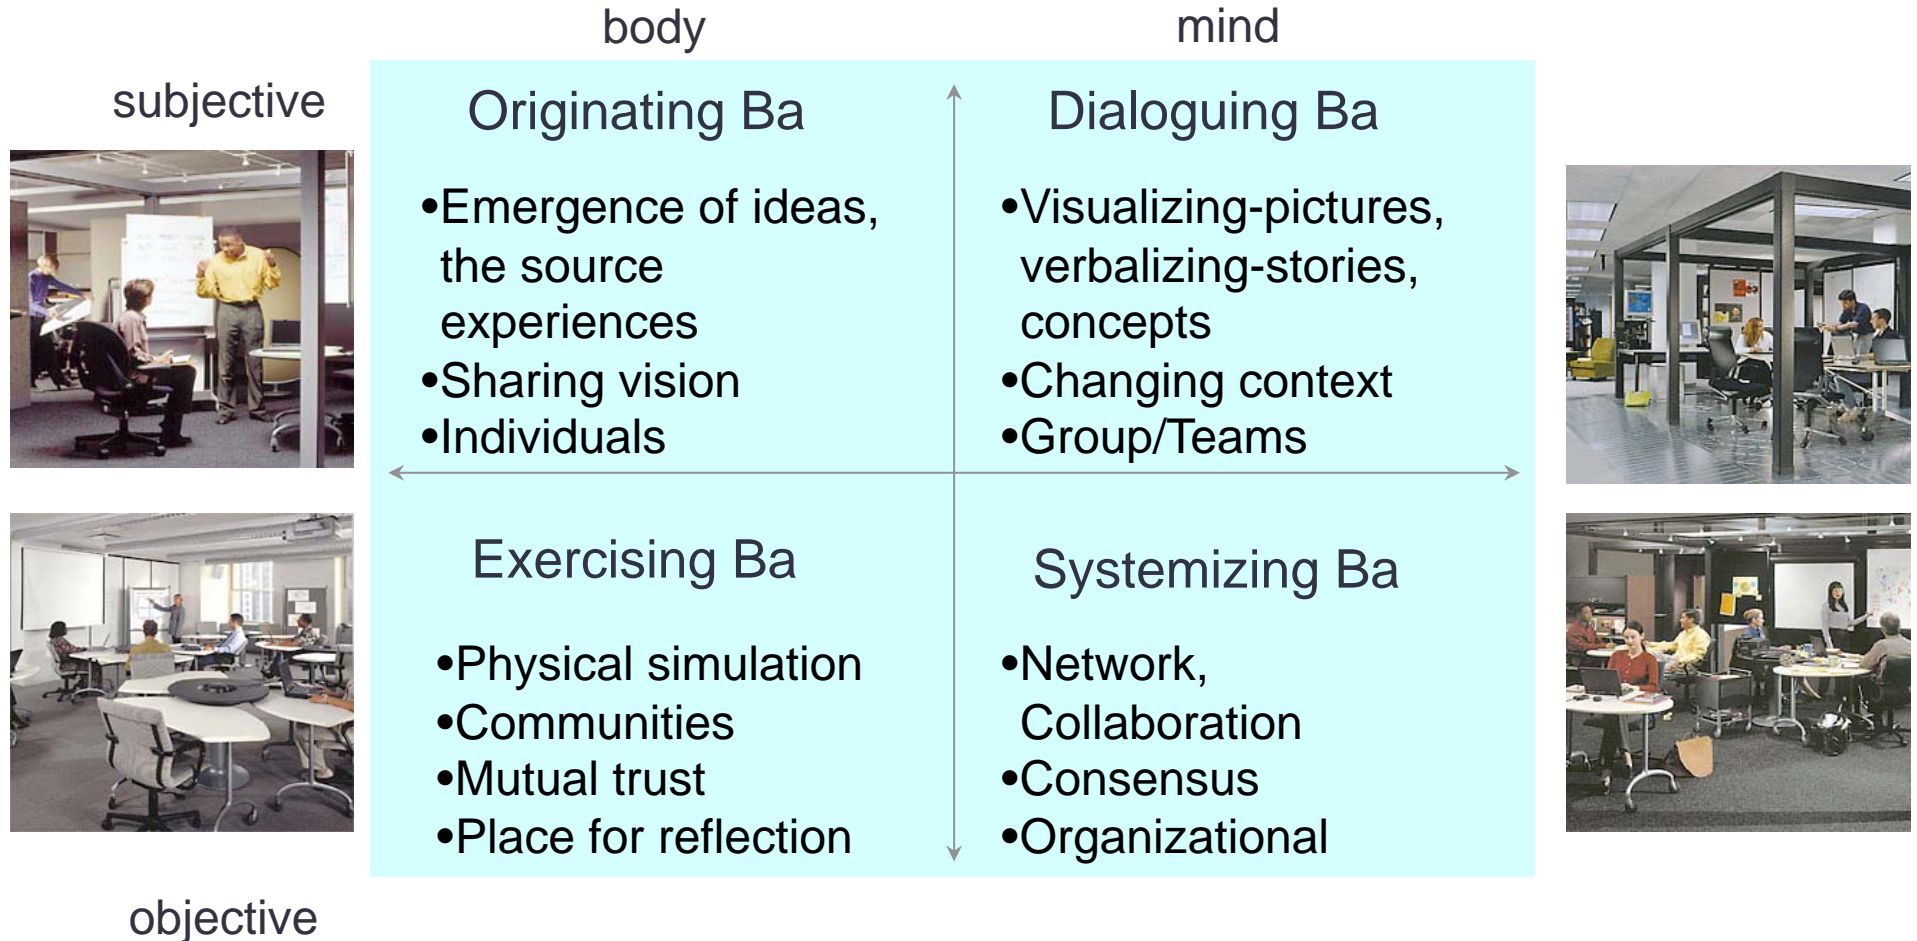 body
mind
subjective
Originating Ba
•Emergence of ideas,
the source
experiences
•Sharing vision
•Individuals
Dialoguing Ba
•Visualizing-pictures,
verbalizing-stories,
concepts
•Changing context
•Group/Teams
Exercising Ba
•Physical simulation
•Communities
•Mutual trust
•Place for reflection
Systemizing Ba
•Network,
Collaboration
•Consensus
•Organizational
objective